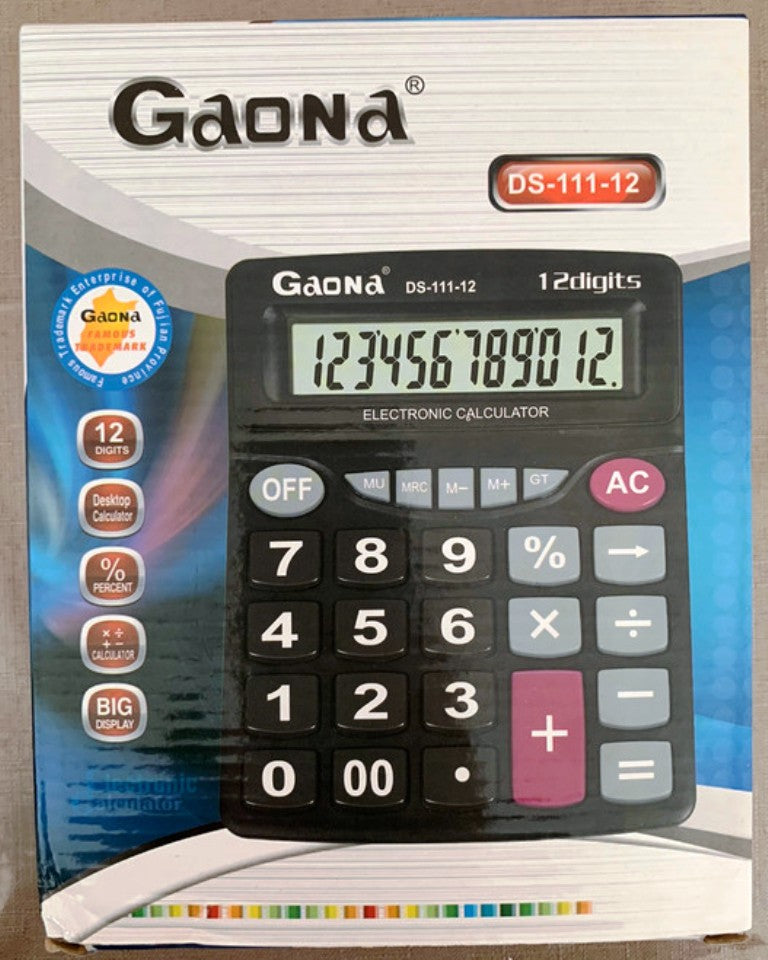 GAONA®
DS-111-12
GAONA® DS-111-12 12digits
123456789012.
ELECTRONIC CALCULATOR
Famous Trademark Enterprise of Fujian Province
GAONA
FAMOUS
TRADEMARK
12
DIGITS
Desktop
Calculator
%
PERCENT
× ÷
+ −
CALCULATOR
BIG
DISPLAY
OFF MU MRC M− M+ GT AC
7 8 9 % →
4 5 6 × ÷
1 2 3 + −
0 00 • =
Electronic
Calculator